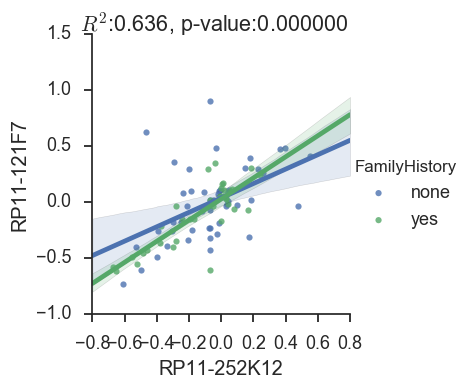 R²:0.636, p-value:0.000000
1.5
1.0
0.5
0.0
−0.5
−1.0
RP11-121F7
FamilyHistory
none
yes
−0.8 −0.6 −0.4 −0.2 0.0 0.2 0.4 0.6 0.8
RP11-252K12